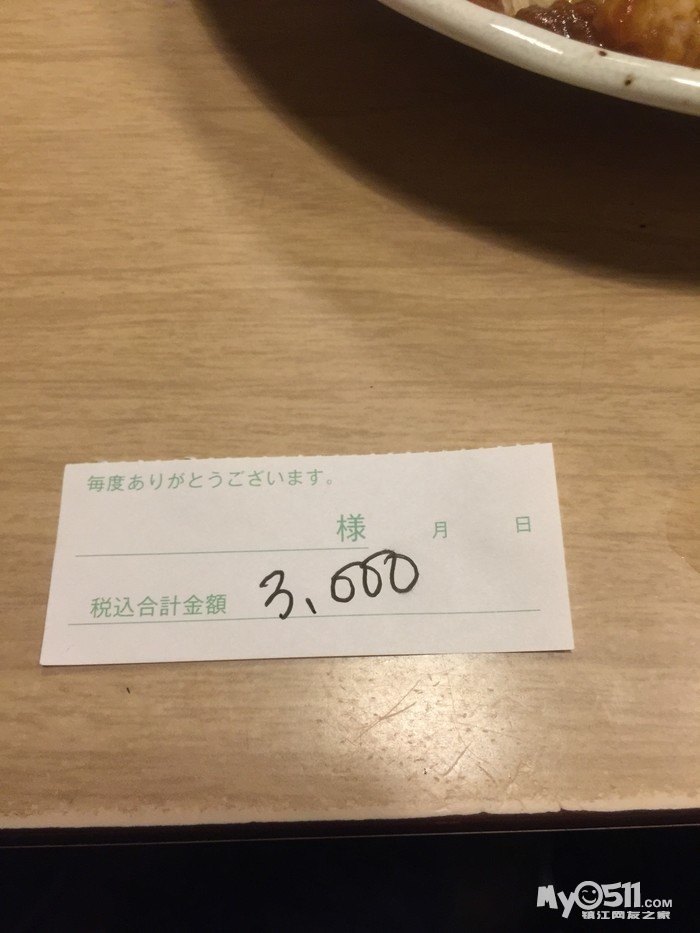 毎度ありがとうございます。
様 月 日
税込合計金額 3,000
My0511.COM
镇江网友之家